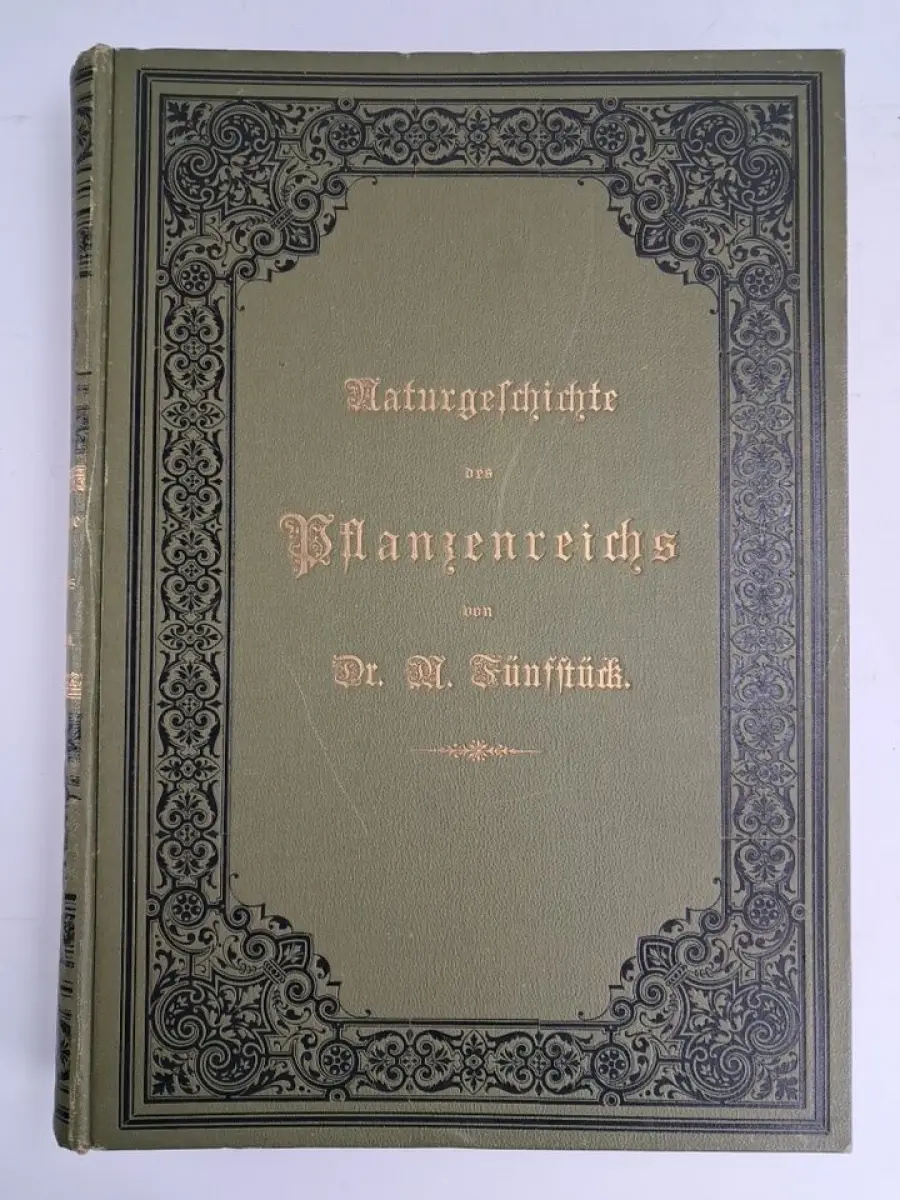 Naturgeschichte
des
Pflanzenreichs
von
Dr. M. Fünfstück.